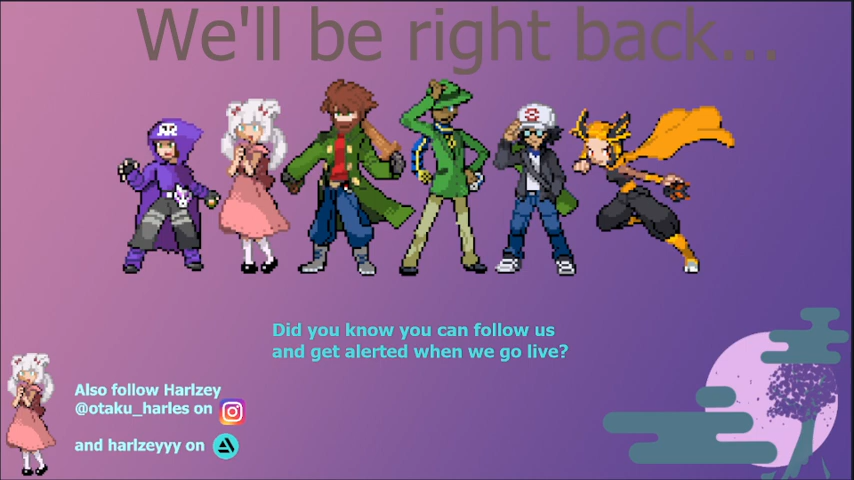 We'll be right back...
Did you know you can follow us
and get alerted when we go live?
Also follow Harlzey
@otaku_harles on
and harlzeyyy on